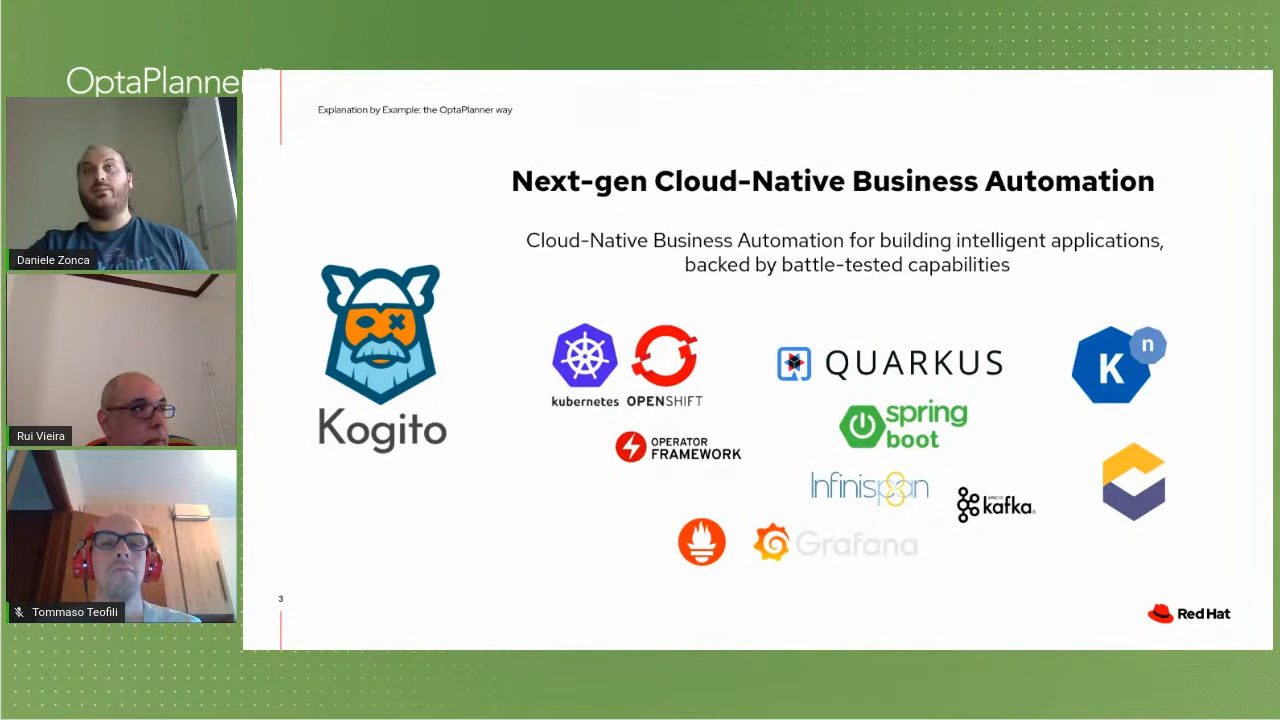 OptaPlanner
Explanation by Example: the OptaPlanner way
Next-gen Cloud-Native Business Automation
Cloud-Native Business Automation for building intelligent applications,
backed by battle-tested capabilities
Daniele Zonca
Kogito
kubernetes
OPENSHIFT
QUARKUS
K
n
spring
boot
OPERATOR
FRAMEWORK
Infinispan
APACHE
kafka
Grafana
Rui Vieira
Tommaso Teofili
3
Red Hat